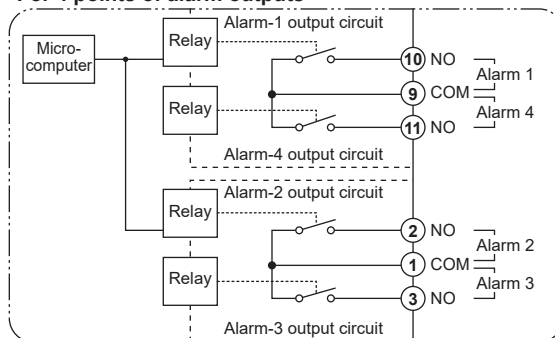 For 4 points of alarm outputs
Alarm-1 output circuit
Micro-
computer
Relay
10 NO
Alarm 1
9 COM
Relay
Alarm 4
11 NO
Alarm-4 output circuit
Alarm-2 output circuit
Relay
2 NO
Alarm 2
1 COM
Relay
Alarm 3
3 NO
Alarm-3 output circuit